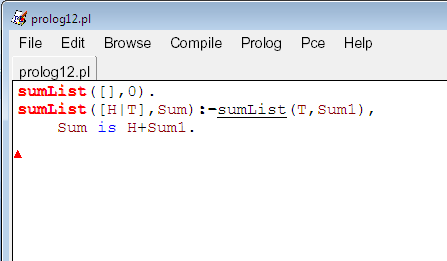 prolog12.pl
File Edit Browse Compile Prolog Pce Help
prolog12.pl
sumList([],0).
sumList([H|T],Sum):-sumList(T,Sum1),
    Sum is H+Sum1.